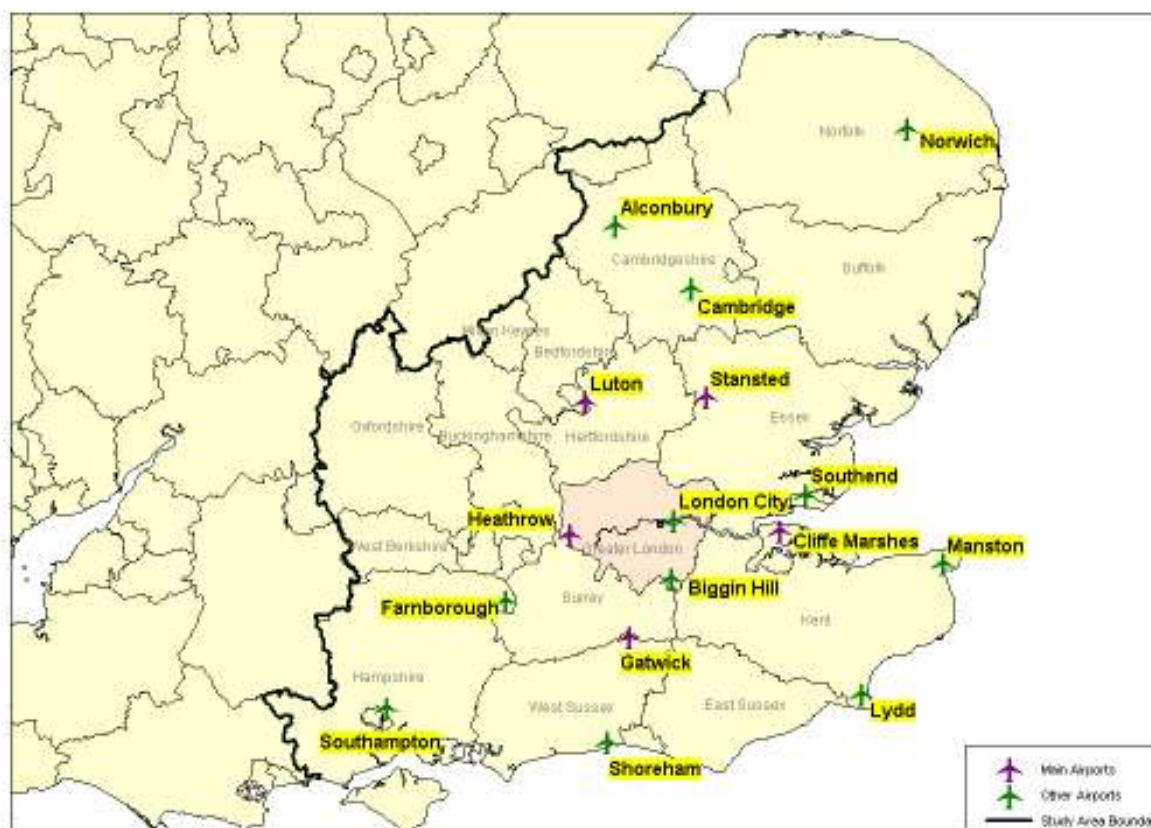 Norfolk
Norwich
Alconbury
Cambridgeshire
Suffolk
Cambridge
Milton Keynes
Bedfordshire
Luton
Stansted
Oxfordshire
Buckinghamshire
Hertfordshire
Essex
Southend
London City
Heathrow
Cliffe Marshes
West Berkshire
Greater London
Manston
Biggin Hill
Farnborough
Surrey
Kent
Gatwick
Hampshire
West Sussex
East Sussex
Lydd
Southampton
Shoreham
Main Airports
Other Airports
Study Area Bounda